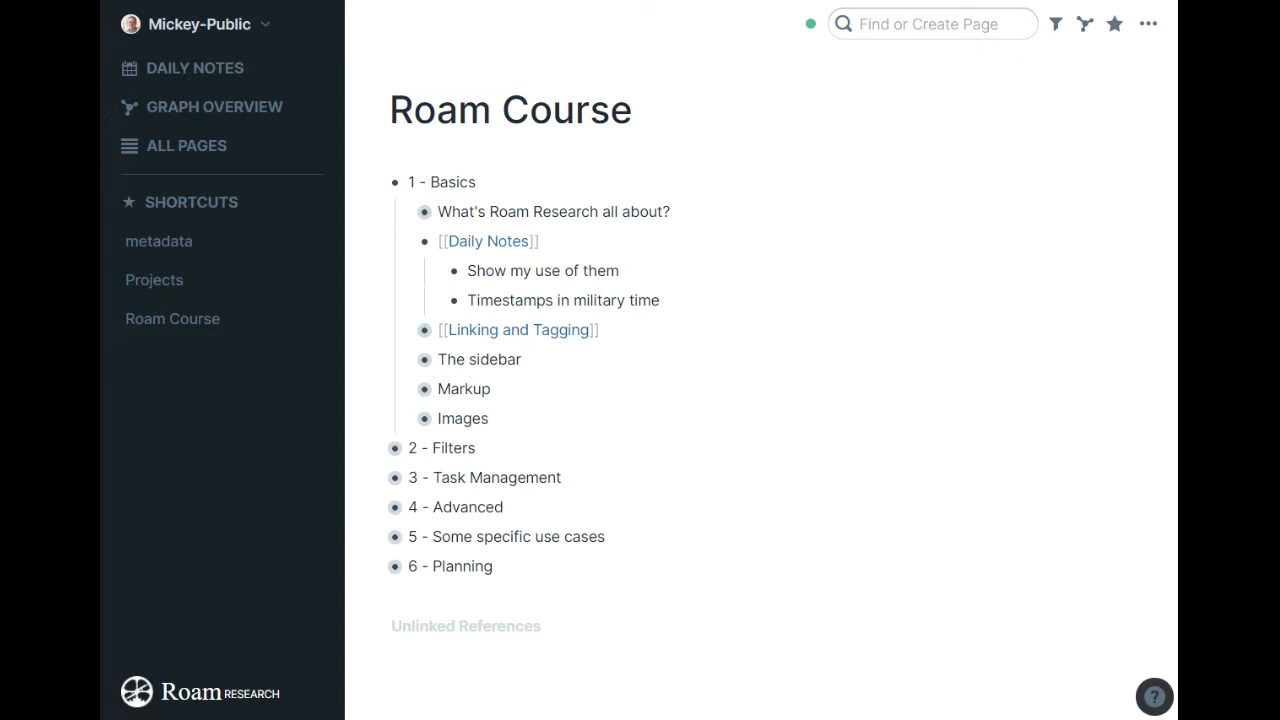 Mickey-Public
DAILY NOTES
GRAPH OVERVIEW
ALL PAGES
SHORTCUTS
metadata
Projects
Roam Course
Roam RESEARCH
Find or Create Page
Roam Course
1 - Basics
What's Roam Research all about?
[[Daily Notes]]
Show my use of them
Timestamps in military time
[[Linking and Tagging]]
The sidebar
Markup
Images
2 - Filters
3 - Task Management
4 - Advanced
5 - Some specific use cases
6 - Planning
Unlinked References
?